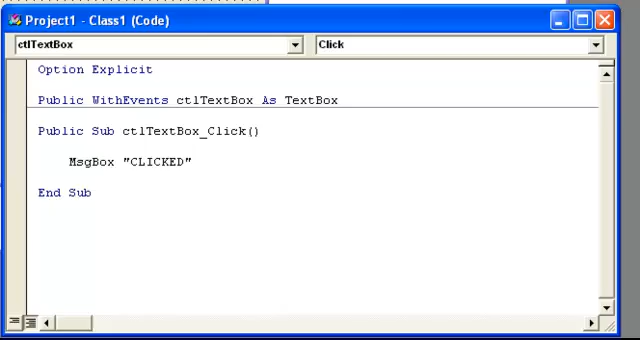 Project1 - Class1 (Code)
ctlTextBox
Click
Option Explicit
Public WithEvents ctlTextBox As TextBox
Public Sub ctlTextBox_Click()
MsgBox "CLICKED"
End Sub